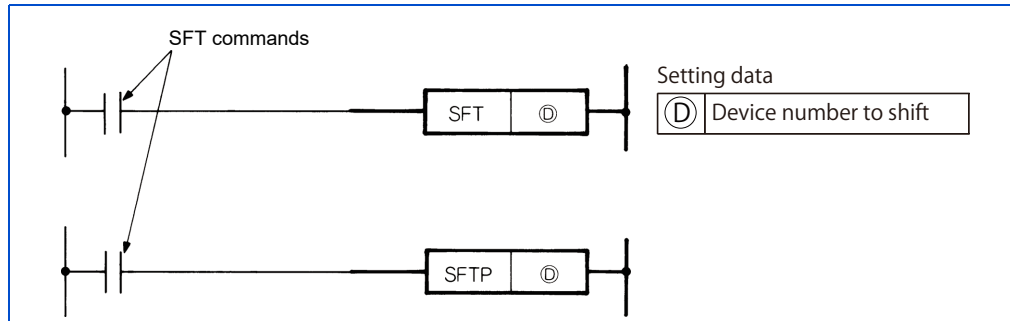 SFT commands
Setting data
SFT Ⓓ
Ⓓ Device number to shift
SFTP Ⓓ